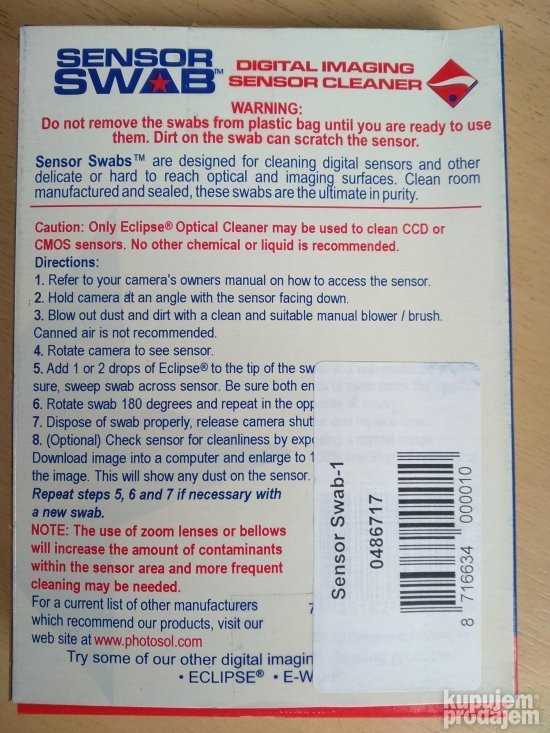 SENSOR SWAB™
DIGITAL IMAGING
SENSOR CLEANER
WARNING:
Do not remove the swabs from plastic bag until you are ready to use
them. Dirt on the swab can scratch the sensor.
Sensor Swabs™ are designed for cleaning digital sensors and other
delicate or hard to reach optical and imaging surfaces. Clean room
manufactured and sealed, these swabs are the ultimate in purity.
Caution: Only Eclipse® Optical Cleaner may be used to clean CCD or
CMOS sensors. No other chemical or liquid is recommended.
Directions:
1. Refer to your camera's owners manual on how to access the sensor.
2. Hold camera at an angle with the sensor facing down.
3. Blow out dust and dirt with a clean and suitable manual blower / brush.
Canned air is not recommended.
4. Rotate camera to see sensor.
5. Add 1 or 2 drops of Eclipse® to the tip of the
sure, sweep swab across sensor. Be sure both
6. Rotate swab 180 degrees and repeat in the
7. Dispose of swab properly, release camera
8. (Optional) Check sensor for cleanliness by
Download image into a computer and enlarge to
the image. This will show any dust on the sensor.
Repeat steps 5, 6 and 7 if necessary with
a new swab.
NOTE: The use of zoom lenses or bellows
will increase the amount of contaminants
within the sensor area and more frequent
cleaning may be needed.
For a current list of other manufacturers
which recommend our products, visit our
web site at www.photosol.com
Try some of our other digital
• ECLIPSE® •
Sensor Swab-1
0486717
8 716634 000010
kupujem
prodajem